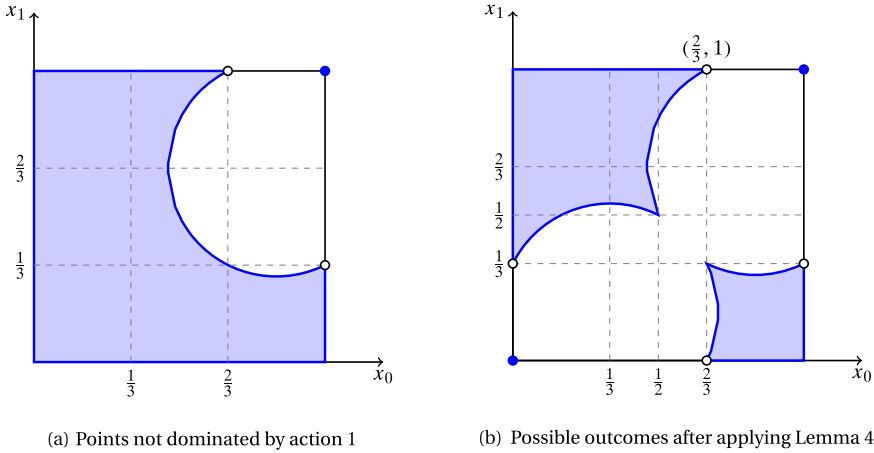 x₁
2/3
1/3
1/3
2/3
x₀
(a) Points not dominated by action 1
x₁
(2/3, 1)
2/3
1/2
1/3
1/3
1/2
2/3
x₀
(b) Possible outcomes after applying Lemma 4